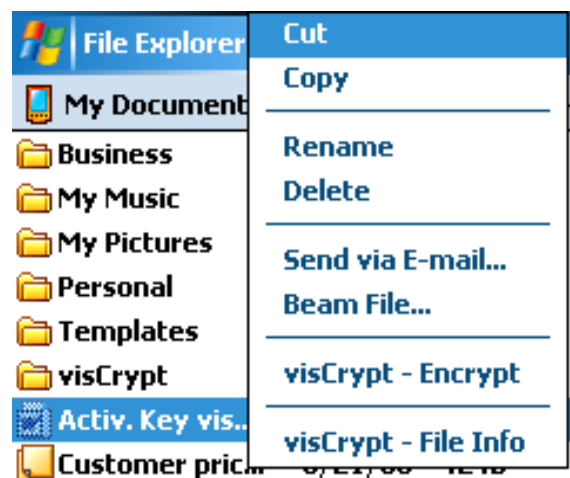 File Explorer
My Document
Business
My Music
My Pictures
Personal
Templates
visCrypt
Activ. Key vis..
Customer pric...
Cut
Copy
Rename
Delete
Send via E-mail...
Beam File...
visCrypt - Encrypt
visCrypt - File Info